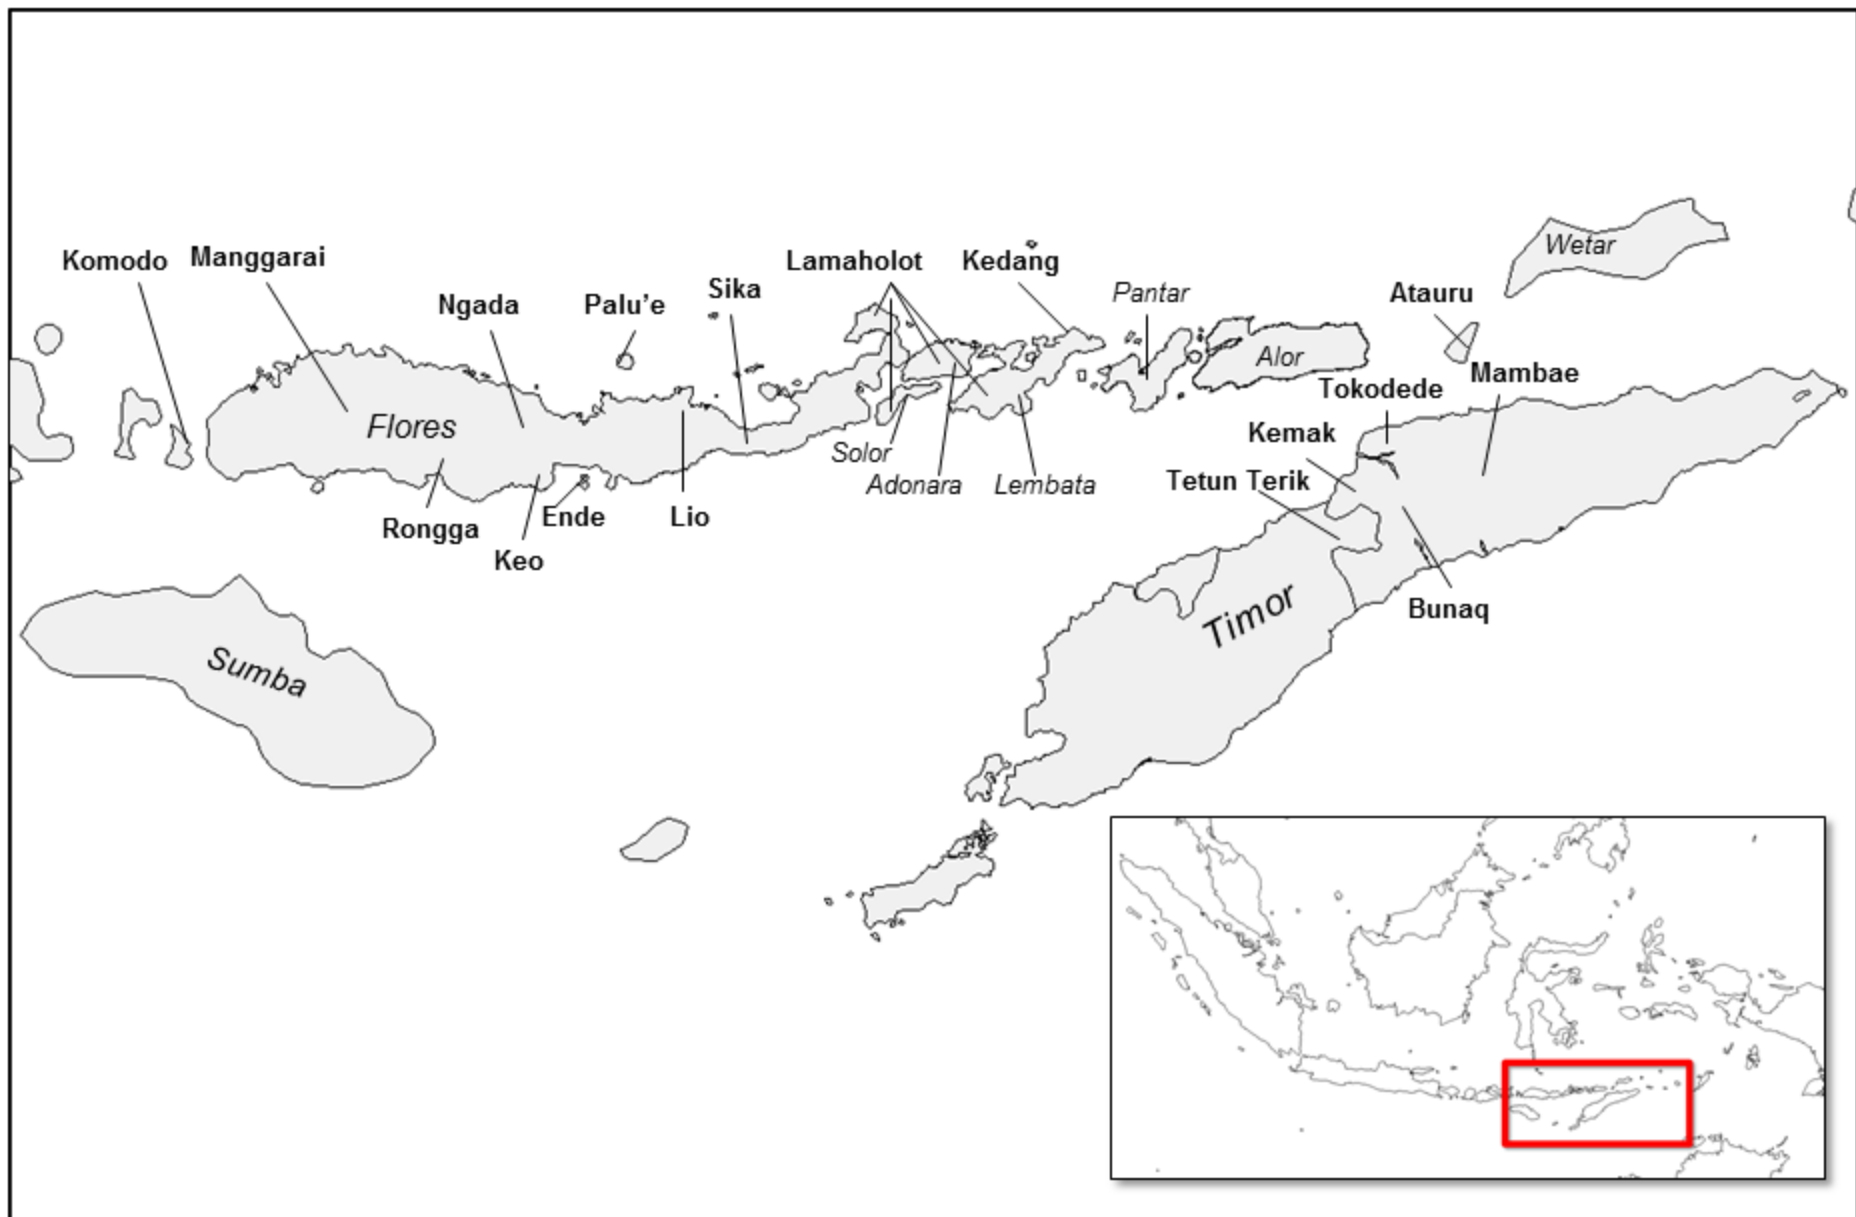 Wetar
Komodo
Manggarai
Lamaholot
Kedang
Sika
Pantar
Atauru
Ngada
Palu’e
Alor
Mambae
Tokodede
Flores
Kemak
Solor
Adonara
Lembata
Tetun Terik
Rongga
Ende
Lio
Keo
Timor
Bunaq
Sumba